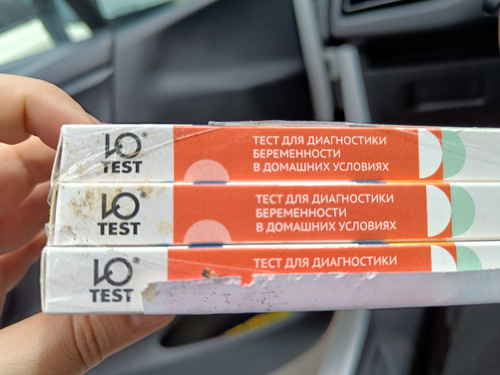 Ю®
TEST
ТЕСТ ДЛЯ ДИАГНОСТИКИ
БЕРЕМЕННОСТИ
В ДОМАШНИХ УСЛОВИЯХ
Ю®
TEST
ТЕСТ ДЛЯ ДИАГНОСТИКИ
БЕРЕМЕННОСТИ
В ДОМАШНИХ УСЛОВИЯХ
Ю®
TEST
ТЕСТ ДЛЯ ДИАГНОСТИКИ